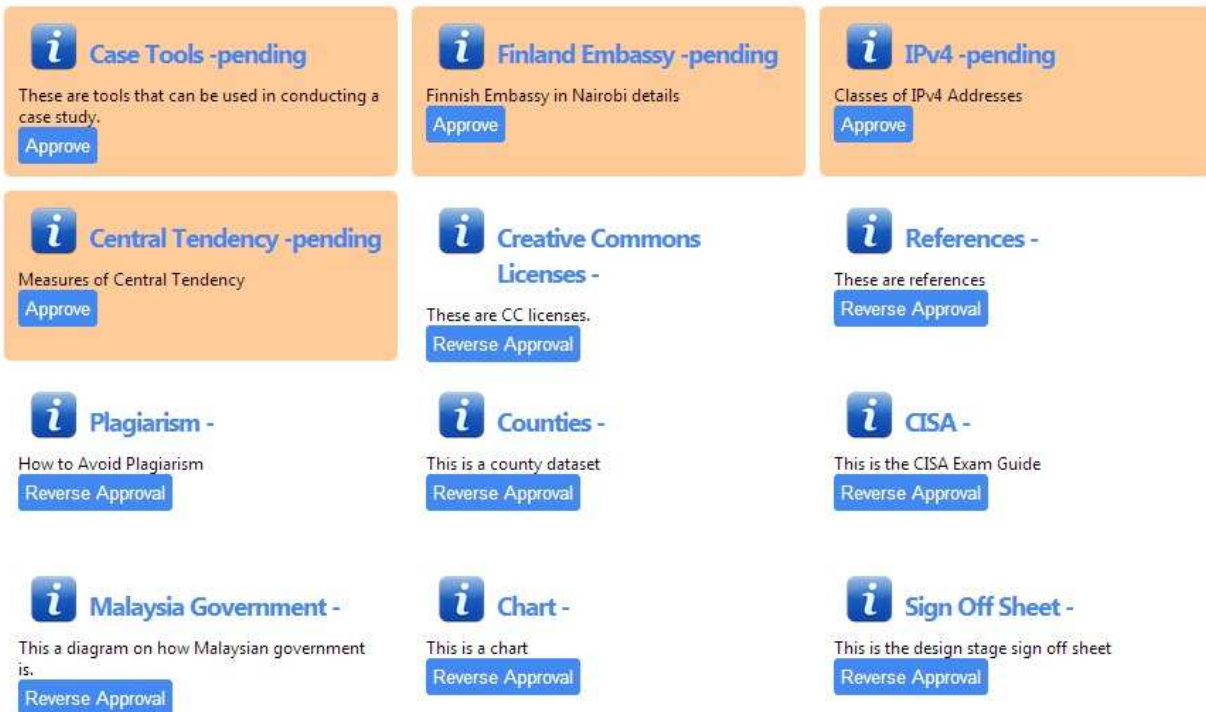 Case Tools -pending
These are tools that can be used in conducting a
case study.
Approve
Finland Embassy -pending
Finnish Embassy in Nairobi details
Approve
IPv4 -pending
Classes of IPv4 Addresses
Approve
Central Tendency -pending
Measures of Central Tendency
Approve
Creative Commons
Licenses -
These are CC licenses.
Reverse Approval
References -
These are references
Reverse Approval
Plagiarism -
How to Avoid Plagiarism
Reverse Approval
Counties -
This is a county dataset
Reverse Approval
CISA -
This is the CISA Exam Guide
Reverse Approval
Malaysia Government -
This a diagram on how Malaysian government
is.
Reverse Approval
Chart -
This is a chart
Reverse Approval
Sign Off Sheet -
This is the design stage sign off sheet
Reverse Approval